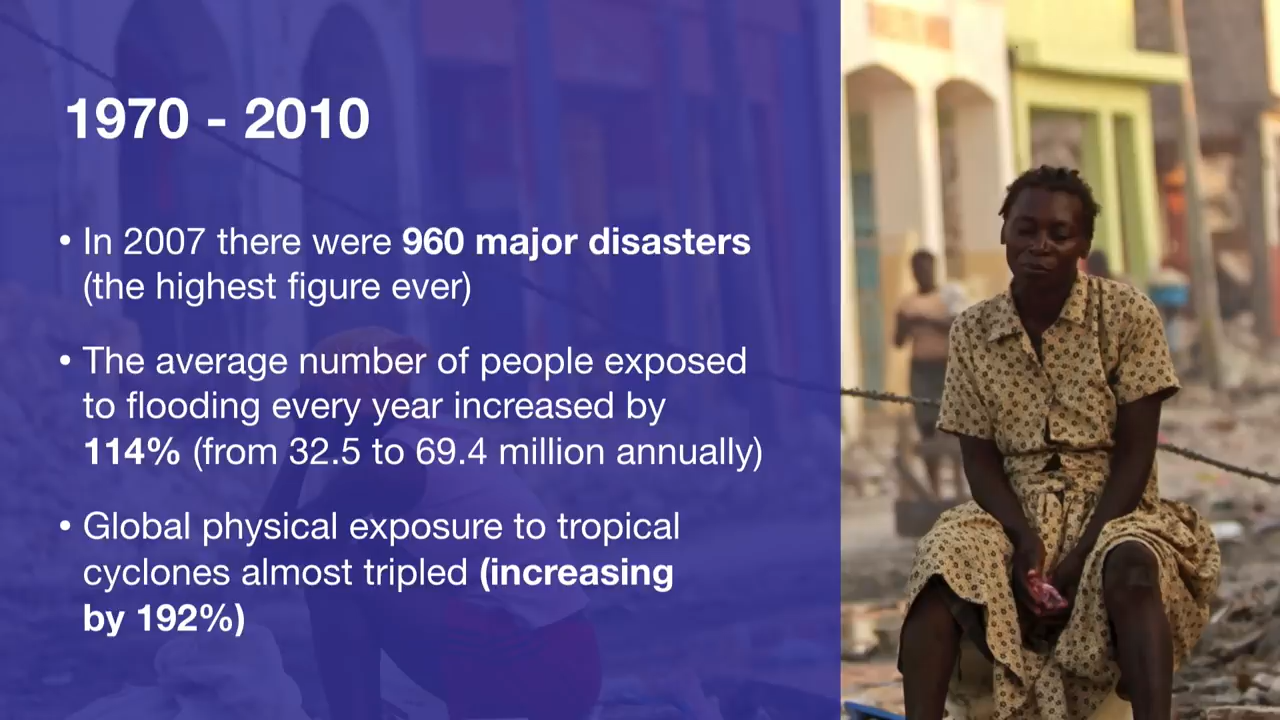 1970 - 2010
• In 2007 there were 960 major disasters
(the highest figure ever)
• The average number of people exposed
to flooding every year increased by
114% (from 32.5 to 69.4 million annually)
• Global physical exposure to tropical
cyclones almost tripled (increasing
by 192%)